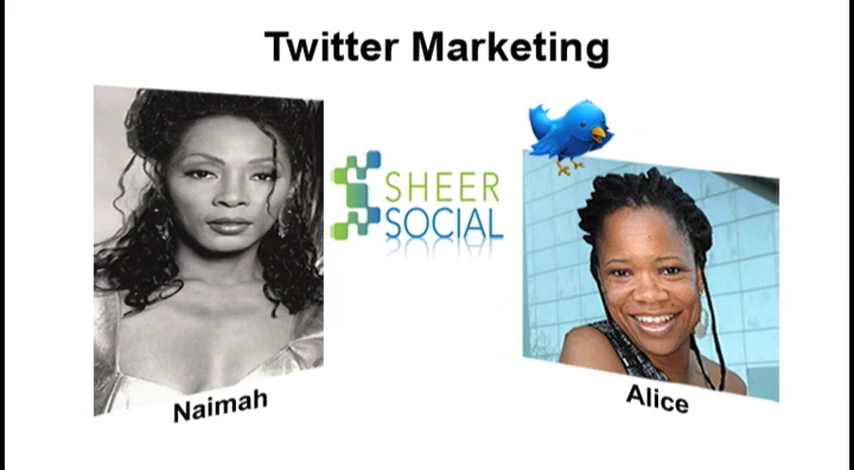 Twitter Marketing
SHEER
SOCIAL
Naimah
Alice